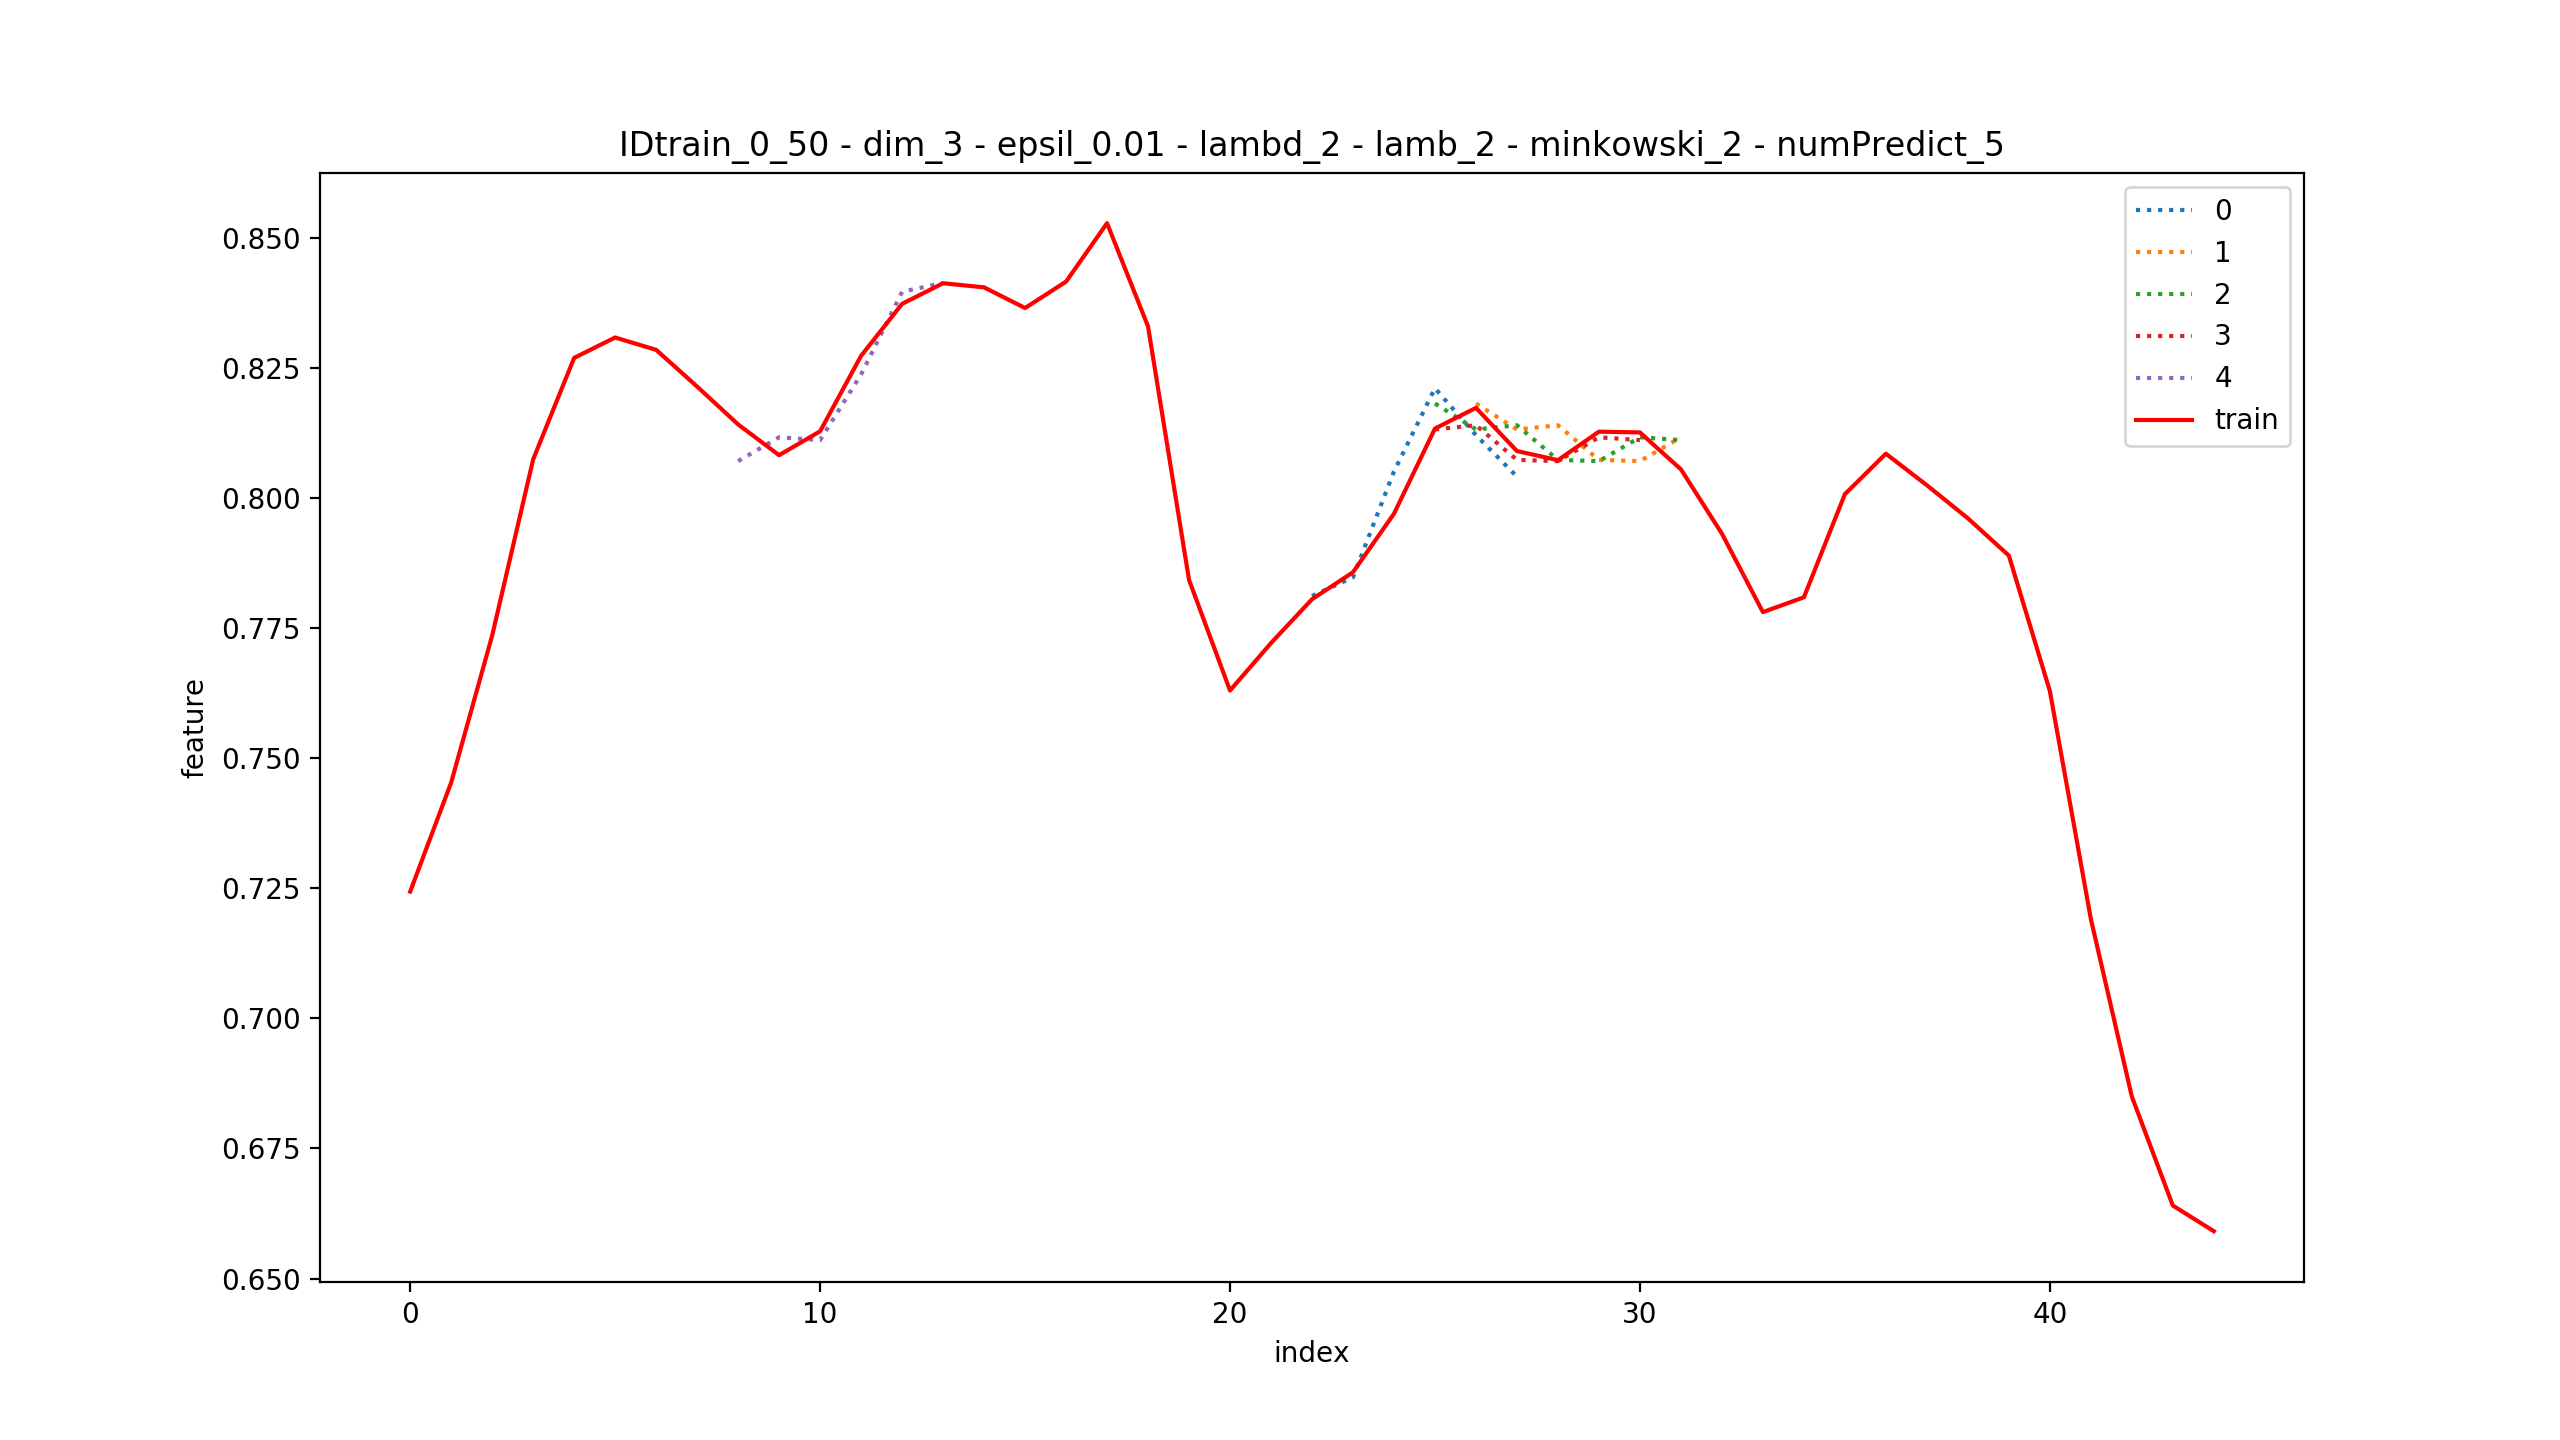 IDtrain_0_50 - dim_3 - epsil_0.01 - lambd_2 - lamb_2 - minkowski_2 - numPredict_5
0
1
2
3
4
train
0.850
0.825
0.800
0.775
0.750
0.725
0.700
0.675
0.650
feature
0 10 20 30 40
index